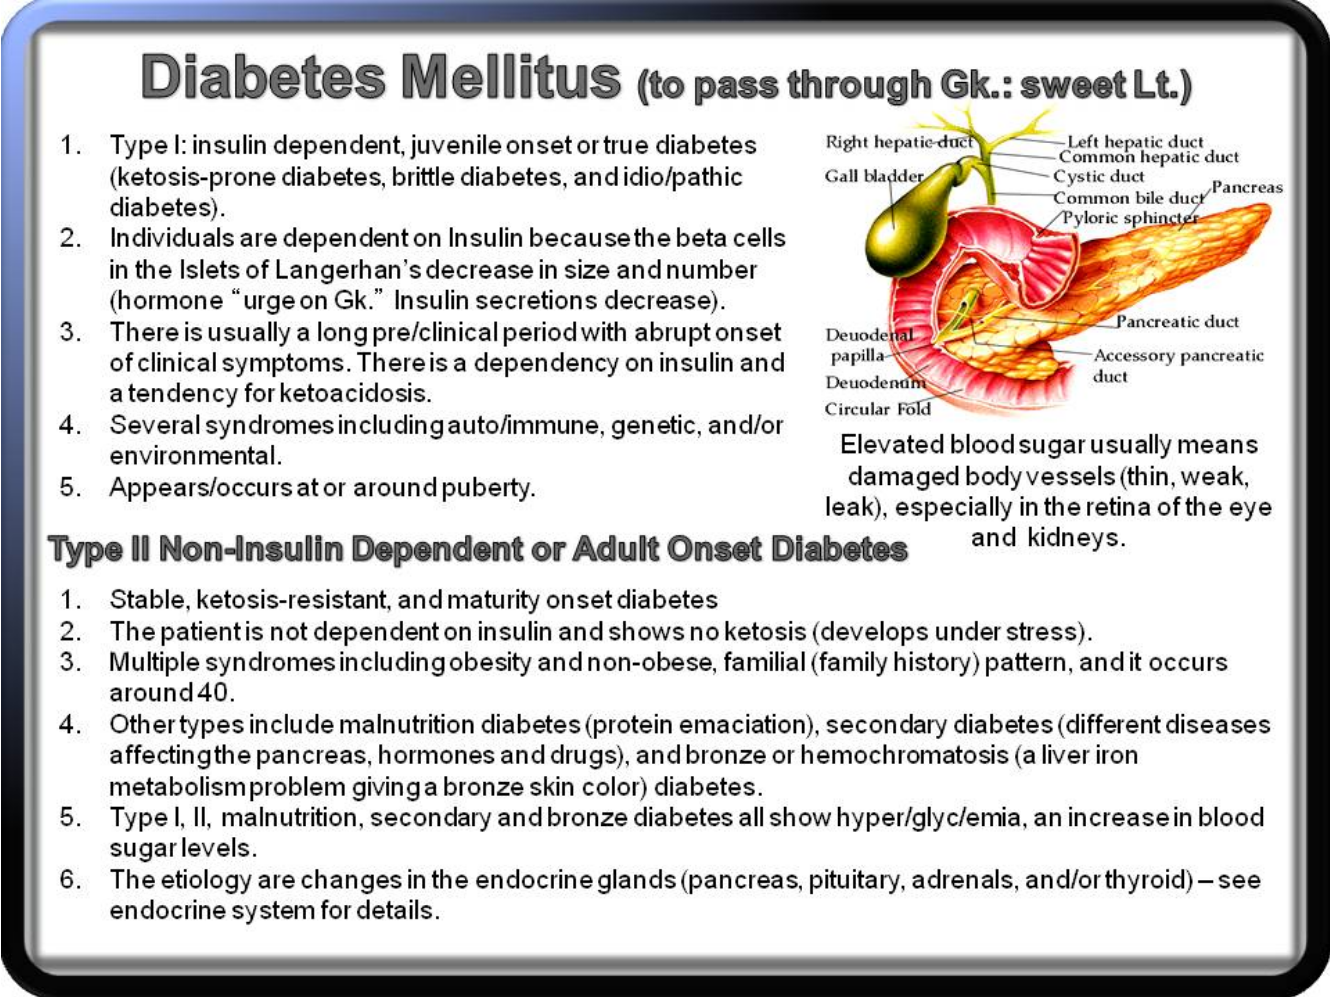 Diabetes Mellitus (to pass through Gk.: sweet Lt.)
1. Type I: insulin dependent, juvenile onset or true diabetes
(ketosis-prone diabetes, brittle diabetes, and idio/pathic
diabetes).
2. Individuals are dependent on Insulin because the beta cells
in the Islets of Langerhan's decrease in size and number
(hormone “urge on Gk.” Insulin secretions decrease).
3. There is usually a long pre/clinical period with abrupt onset
of clinical symptoms. There is a dependency on insulin and
a tendency for ketoacidosis.
4. Several syndromes including auto/immune, genetic, and/or
environmental.
5. Appears/occurs at or around puberty.
Right hepatic duct
Left hepatic duct
Common hepatic duct
Gall bladder
Cystic duct
Pancreas
Common bile duct
Pyloric sphincter
Pancreatic duct
Deuodenal
papilla
Accessory pancreatic
duct
Deuodenum
Circular Fold
Elevated blood sugar usually means
damaged body vessels (thin, weak,
leak), especially in the retina of the eye
and kidneys.
Type II Non-Insulin Dependent or Adult Onset Diabetes
1. Stable, ketosis-resistant, and maturity onset diabetes
2. The patient is not dependent on insulin and shows no ketosis (develops under stress).
3. Multiple syndromes including obesity and non-obese, familial (family history) pattern, and it occurs
around 40.
4. Other types include malnutrition diabetes (protein emaciation), secondary diabetes (different diseases
affecting the pancreas, hormones and drugs), and bronze or hemochromatosis (a liver iron
metabolism problem giving a bronze skin color) diabetes.
5. Type I, II, malnutrition, secondary and bronze diabetes all show hyper/glyc/emia, an increase in blood
sugar levels.
6. The etiology are changes in the endocrine glands (pancreas, pituitary, adrenals, and/or thyroid) – see
endocrine system for details.